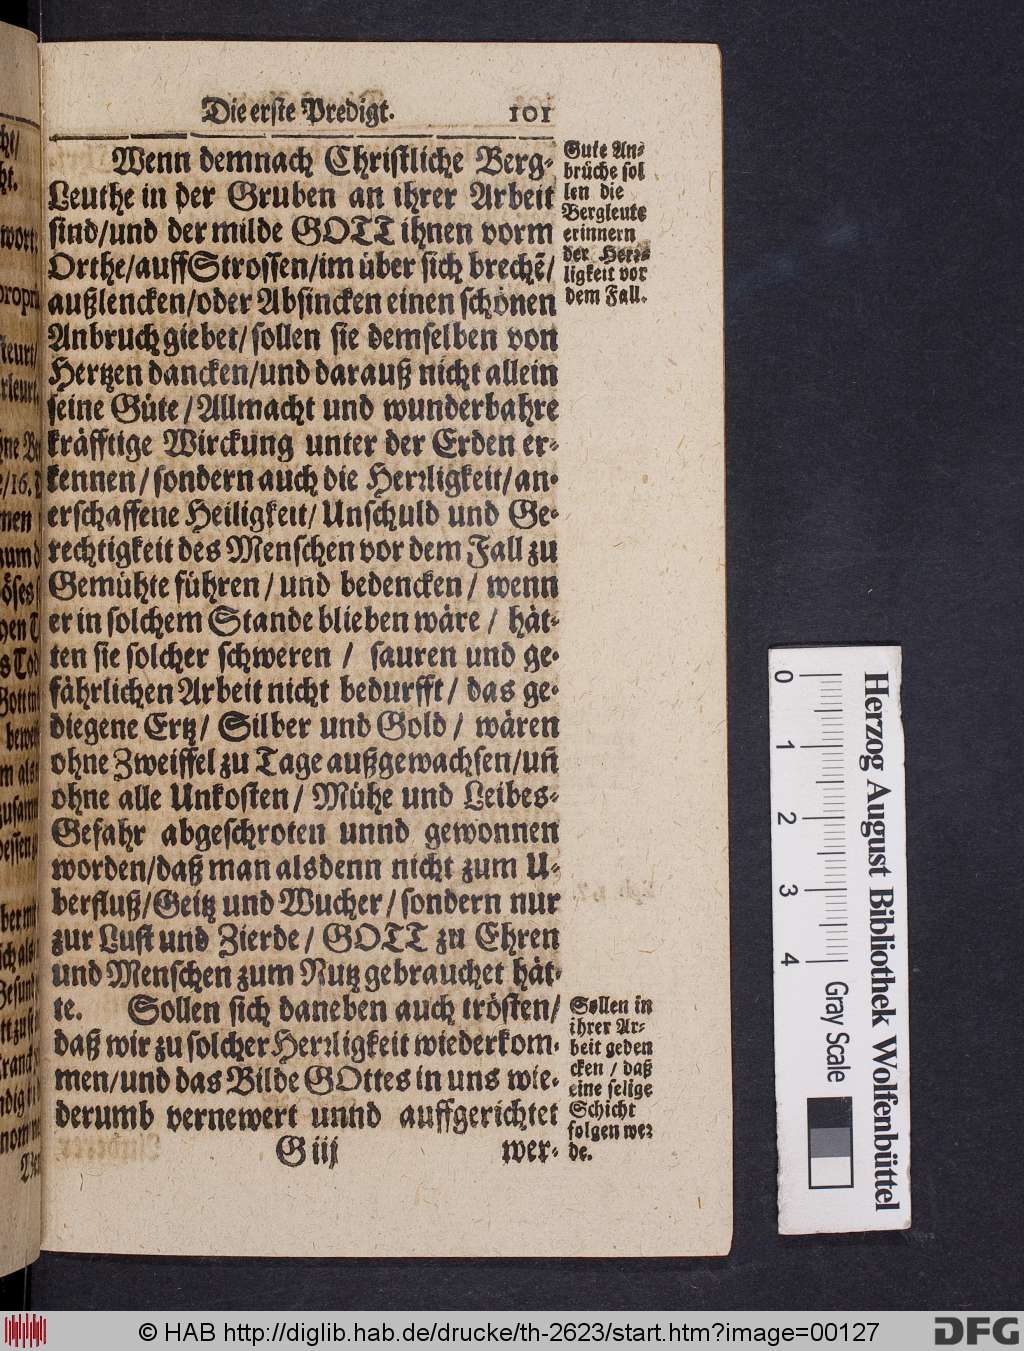 Die erste Predigt. 101
Wenn demnach Christliche Berg-
Leuthe in der Gruben an ihrer Arbeit
sind/und der milde GOTT ihnen vorm
Orthe/auff Strossen/im über sich brechē/
außlencken/oder Absincken einen schönen
Anbruch giebet/sollen sie demselben von
Hertzen dancken/und darauß nicht allein
seine Güte/Allmacht und wunderbahre
kräfftige Wirckung unter der Erden er-
kennen/sondern auch die Herrligkeit/an-
erschaffene Heiligkeit/Unschuld und Ge-
rechtigkeit des Menschen vor dem Fall zu
Gemühte führen/und bedencken/wenn
er in solchem Stande blieben wäre/hät-
ten sie solcher schweren/sauren und ge-
fährlichen Arbeit nicht bedurfft/das ge-
diegene Ertz/Silber und Gold/wären
ohne Zweiffel zu Tage außgewachsen/uñ
ohne alle Unkosten/Mühe und Leibes-
Gefahr abgeschroten unnd gewonnen
worden/daß man alsdenn nicht zum U-
berfluß/Geitz und Wucher/sondern nur
zur Lust und Zierde/GOTT zu Ehren
und Menschen zum Nutz gebrauchet hät-
te. Sollen sich daneben auch trösten/
daß wir zu solcher Herrligkeit wiederkom-
men/und das Bilde GOttes in uns wie-
derumb vernewert unnd auffgerichtet
G iij wer-
Gute An-
brüche sol
len die
Bergleute
erinnern
der Herr-
ligkeit vor
dem Fall.
Sollen in
ihrer Ar-
beit geden
cken/daß
eine selige
Schicht
folgen wer
de.
0 1 2 3 4
Herzog August Bibliothek Wolfenbüttel
Gray Scale
© HAB http://diglib.hab.de/drucke/th-2623/start.htm?image=00127
DFG